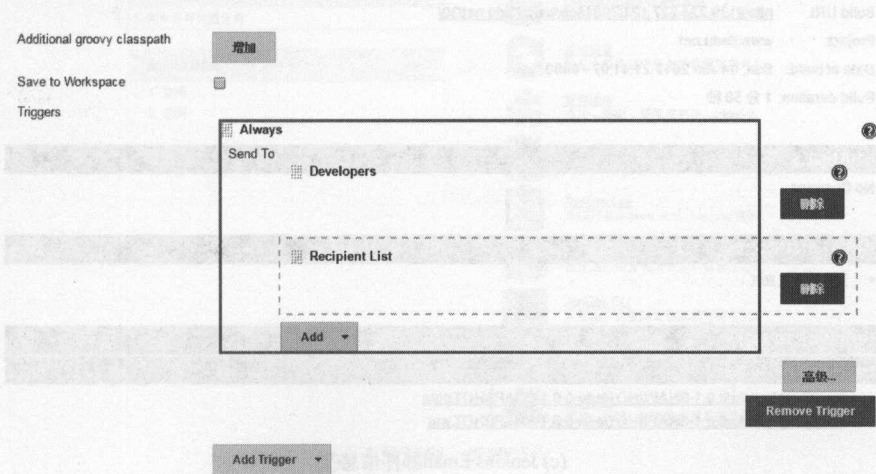 Additional groovy classpath
增加
Save to Workspace
Triggers
Always
Send To
Developers
删除
Recipient List
删除
Add
高级...
Remove Trigger
Add Trigger